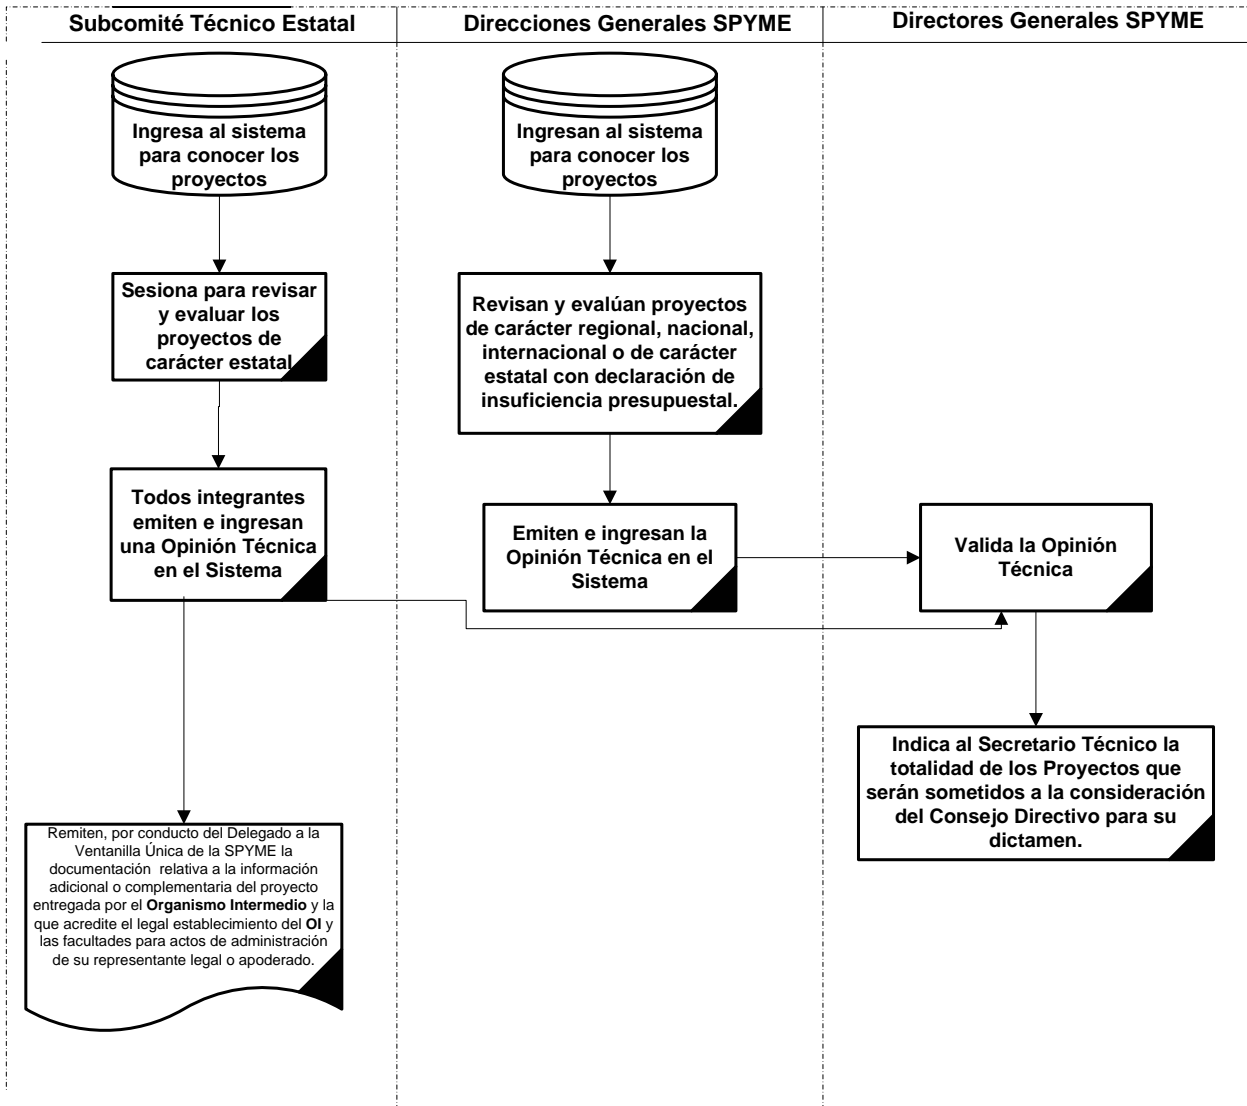 Subcomité Técnico Estatal
Direcciones Generales SPYME
Directores Generales SPYME
Ingresa al sistema
para conocer los
proyectos
Ingresan al sistema
para conocer los
proyectos
Sesiona para revisar
y evaluar los
proyectos de
carácter estatal
Revisan y evalúan proyectos
de carácter regional, nacional,
internacional o de carácter
estatal con declaración de
insuficiencia presupuestal.
Todos integrantes
emiten e ingresan
una Opinión Técnica
en el Sistema
Emiten e ingresan la
Opinión Técnica en el
Sistema
Valida la Opinión
Técnica
Indica al Secretario Técnico la
totalidad de los Proyectos que
serán sometidos a la consideración
del Consejo Directivo para su
dictamen.
Remiten, por conducto del Delegado a la
Ventanilla Única de la SPYME la
documentación relativa a la información
adicional o complementaria del proyecto
entregada por el Organismo Intermedio y la
que acredite el legal establecimiento del OI y
las facultades para actos de administración
de su representante legal o apoderado.